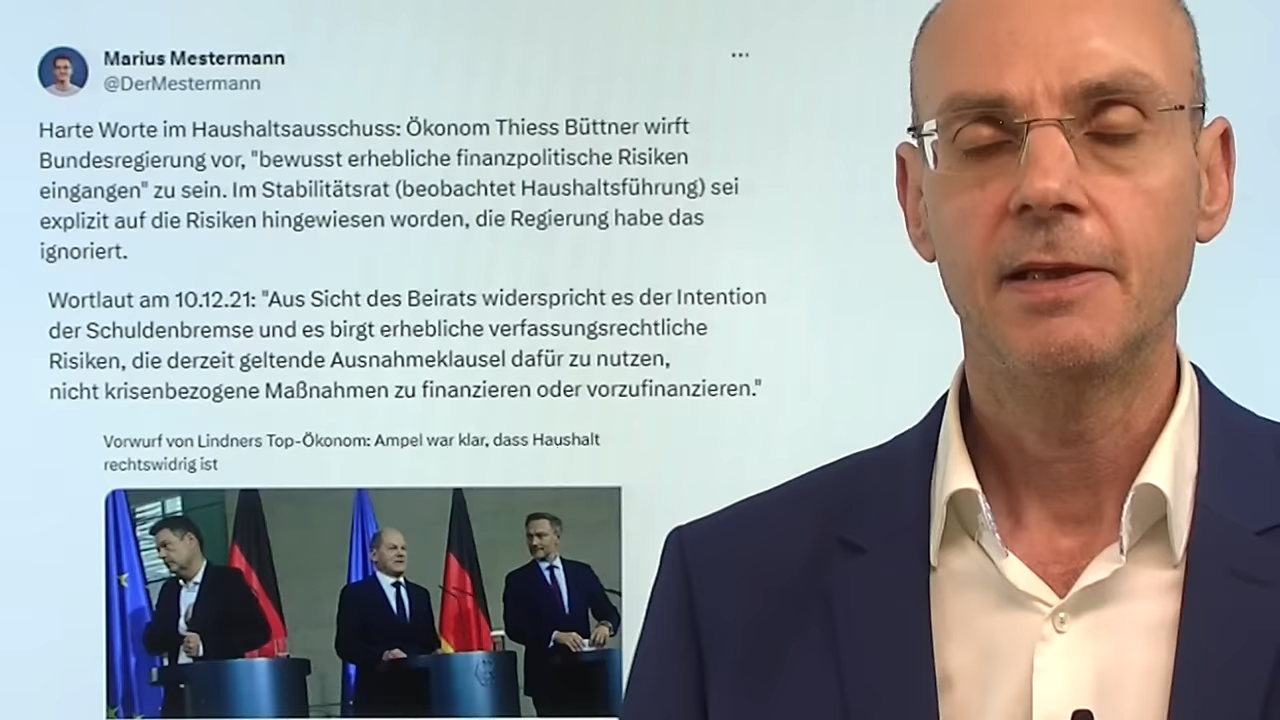 Marius Mestermann
@DerMestermann
Harte Worte im Haushaltsausschuss: Ökonom Thiess Büttner wirft
Bundesregierung vor, "bewusst erhebliche finanzpolitische Risiken
eingangen" zu sein. Im Stabilitätsrat (beobachtet Haushaltsführung) sei
explizit auf die Risiken hingewiesen worden, die Regierung habe das
ignoriert.
Wortlaut am 10.12.21: "Aus Sicht des Beirats widerspricht es der Intention
der Schuldenbremse und es birgt erhebliche verfassungsrechtliche
Risiken, die derzeit geltende Ausnahmeklausel dafür zu nutzen,
nicht krisenbezogene Maßnahmen zu finanzieren oder vorzufinanzieren."
Vorwurf von Lindners Top-Ökonom: Ampel war klar, dass Haushalt
rechtswidrig ist